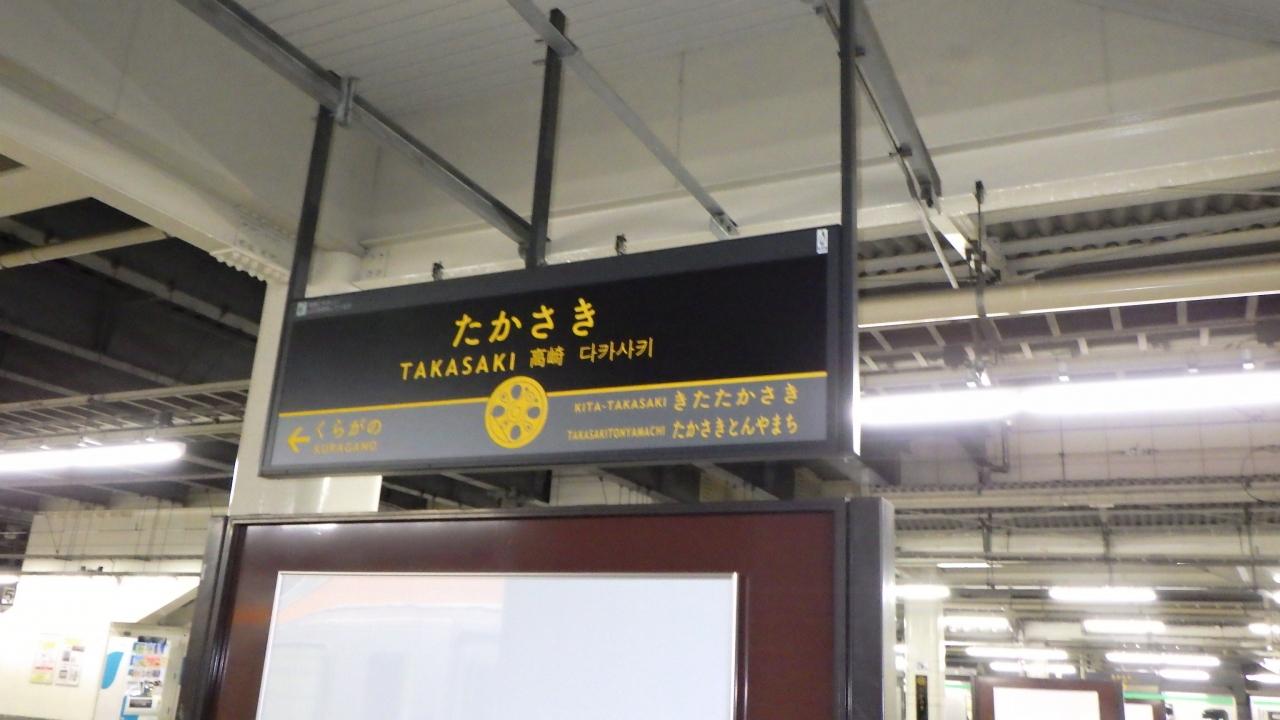 たかさき
TAKASAKI 高崎 다카사키
KITA-TAKASAKI きたたかさき
← くらがの
KURAGANO
TAKASAKITONYAMACHI たかさきとんやまち